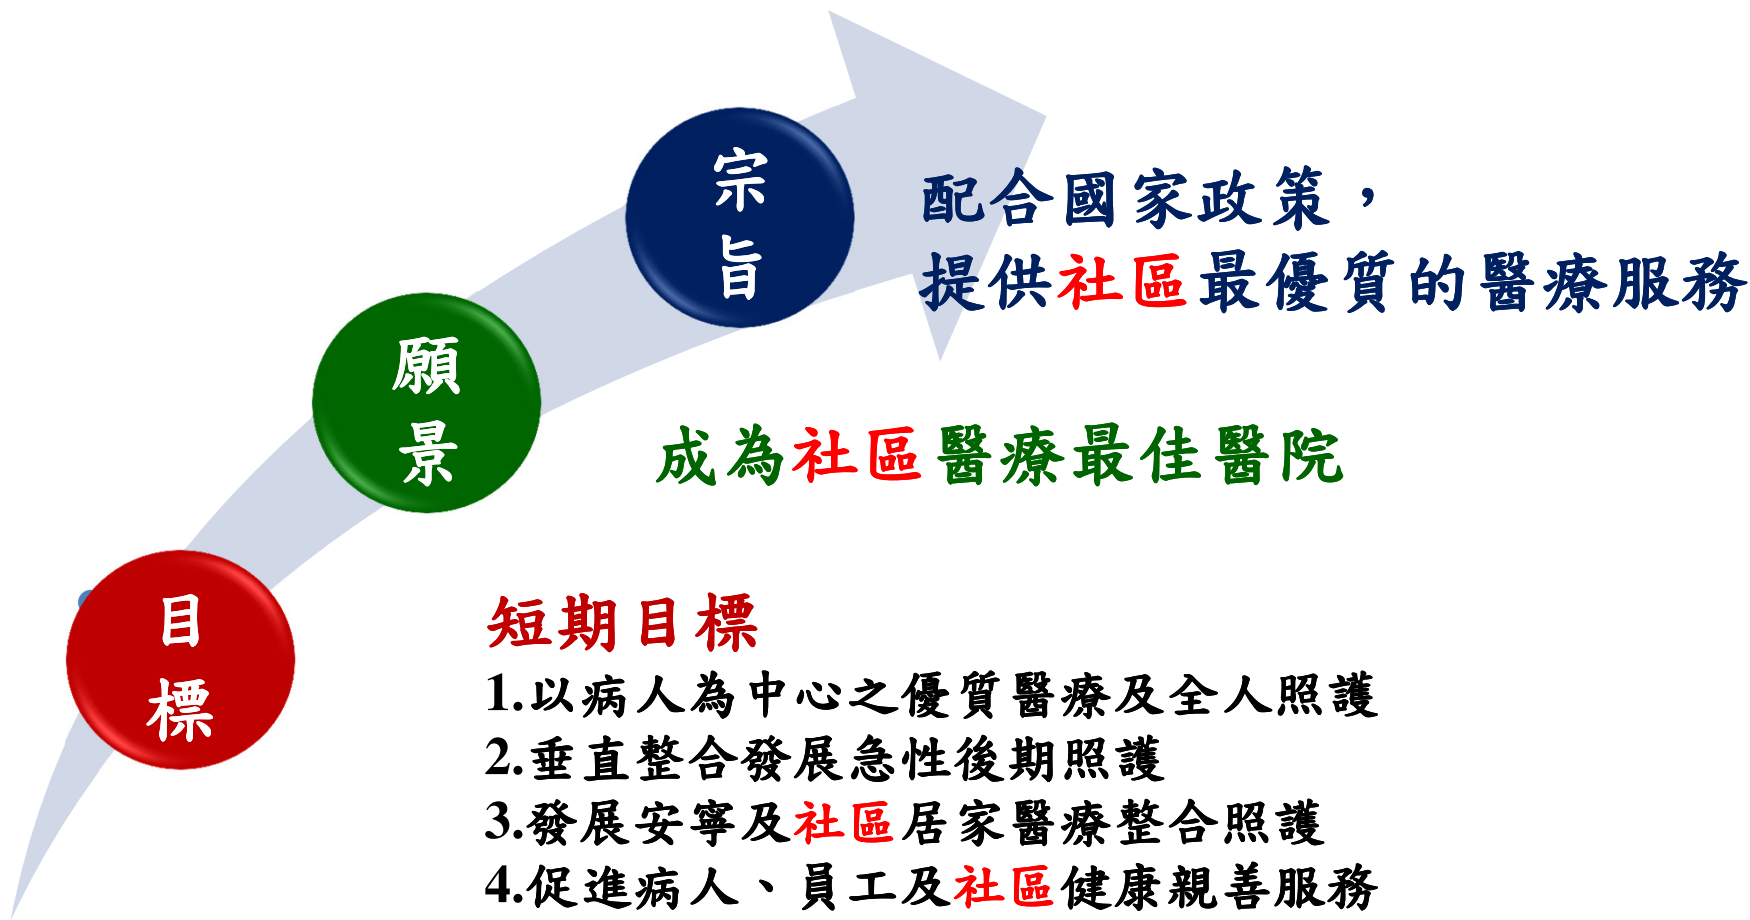 宗旨
配合國家政策，
提供社區最優質的醫療服務
願景
成為社區醫療最佳醫院
目標
短期目標
1.以病人為中心之優質醫療及全人照護
2.垂直整合發展急性後期照護
3.發展安寧及社區居家醫療整合照護
4.促進病人、員工及社區健康親善服務